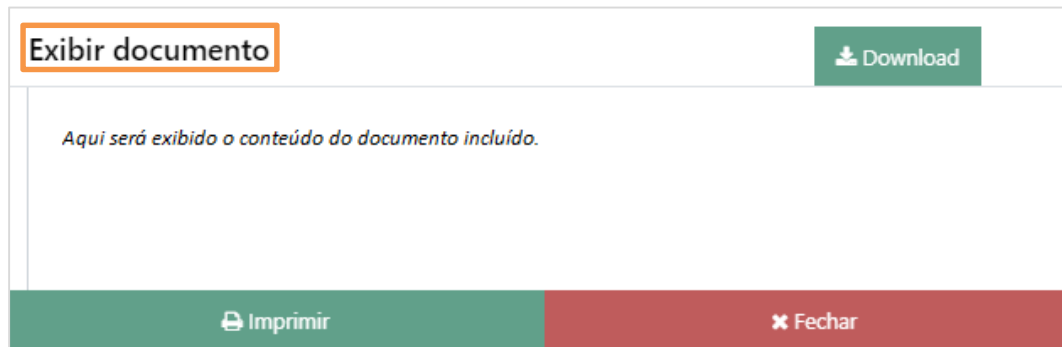 Exibir documento
Download
Aqui será exibido o conteúdo do documento incluído.
Imprimir
Fechar